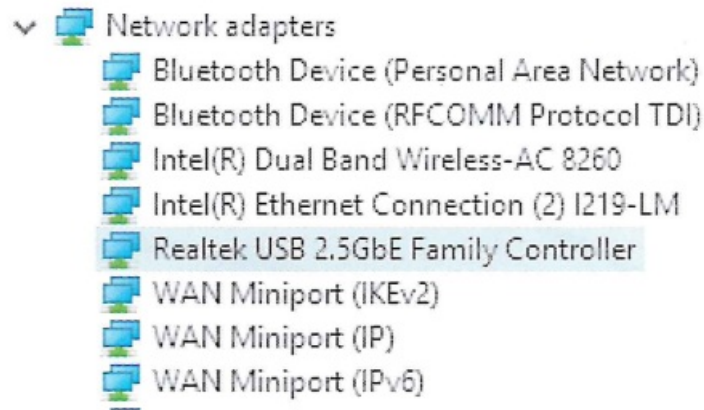 Network adapters
Bluetooth Device (Personal Area Network)
Bluetooth Device (RFCOMM Protocol TDI)
Intel(R) Dual Band Wireless-AC 8260
Intel(R) Ethernet Connection (2) I219-LM
Realtek USB 2.5GbE Family Controller
WAN Miniport (IKEv2)
WAN Miniport (IP)
WAN Miniport (IPv6)